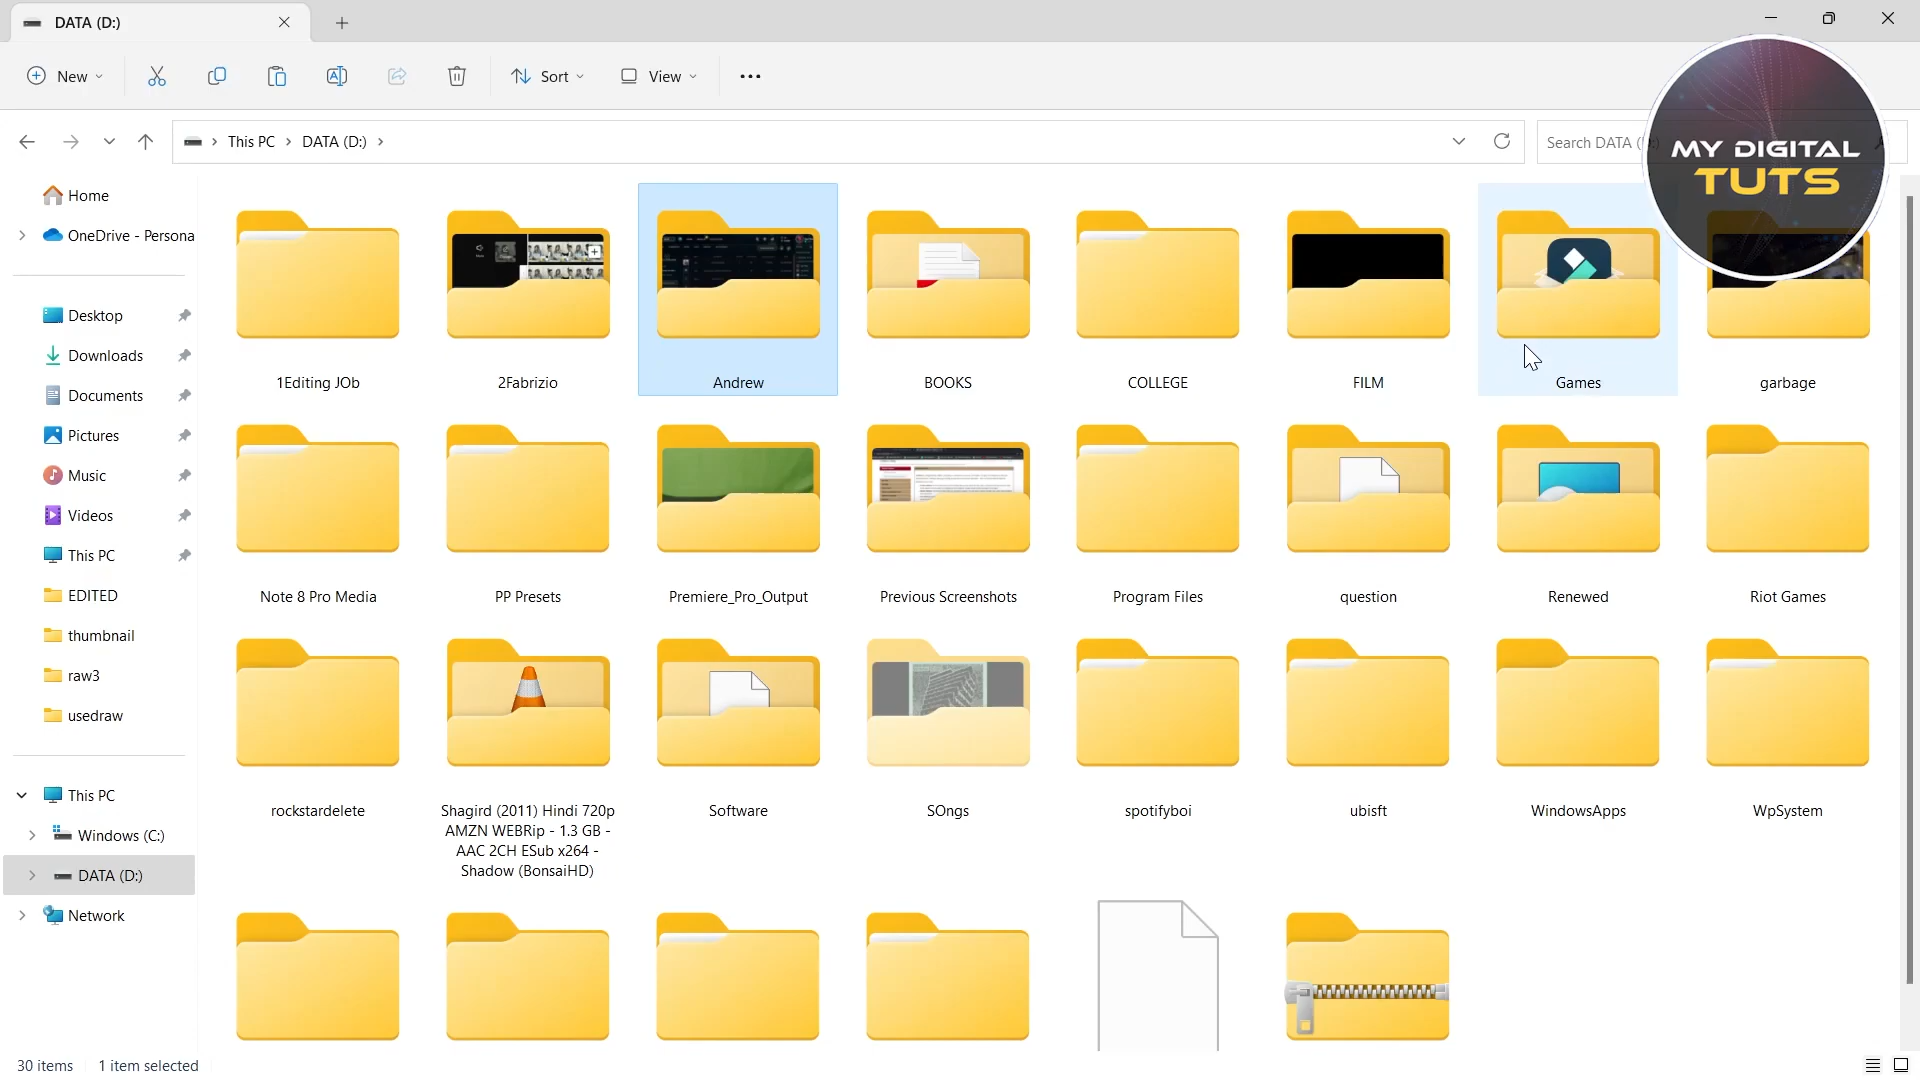 DATA (D:)
New
Sort
View
This PC
DATA (D:)
Search DATA (
MY DIGITAL
TUTS
Home
OneDrive - Persona
Desktop
Downloads
Documents
Pictures
Music
Videos
This PC
EDITED
thumbnail
raw3
usedraw
This PC
Windows (C:)
DATA (D:)
Network
1Editing JOb
2Fabrizio
Andrew
BOOKS
COLLEGE
FILM
Games
garbage
Note 8 Pro Media
PP Presets
Premiere_Pro_Output
Previous Screenshots
Program Files
question
Renewed
Riot Games
rockstardelete
Shagird (2011) Hindi 720p
AMZN WEBRip - 1.3 GB -
AAC 2CH ESub x264 -
Shadow (BonsaiHD)
Software
SOngs
spotifyboi
ubisft
WindowsApps
WpSystem
30 items
1 item selected